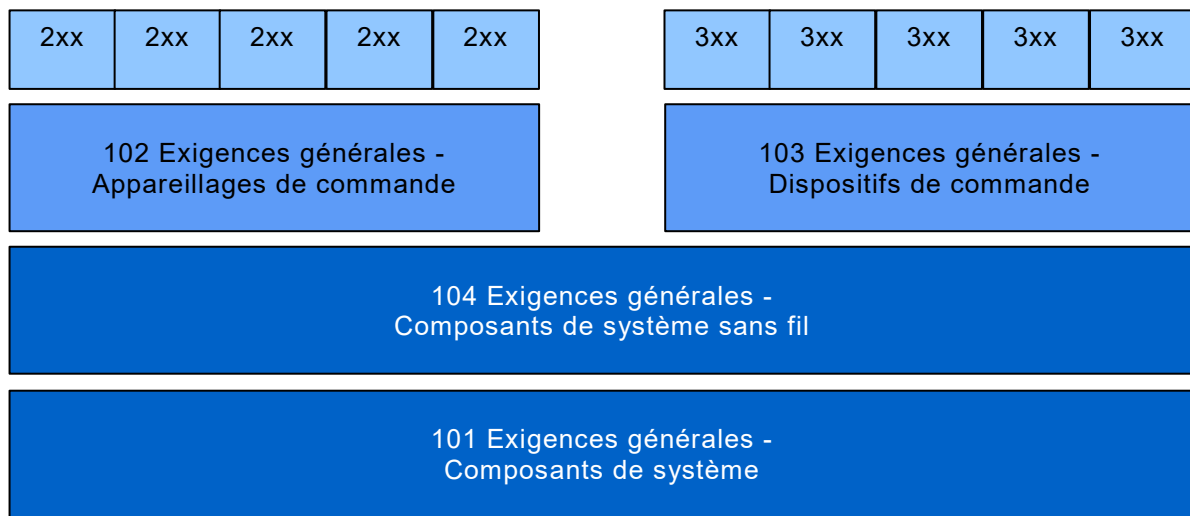 2xx 2xx 2xx 2xx 2xx 3xx 3xx 3xx 3xx 3xx
102 Exigences générales -
Appareillages de commande
103 Exigences générales -
Dispositifs de commande
104 Exigences générales -
Composants de système sans fil
101 Exigences générales -
Composants de système